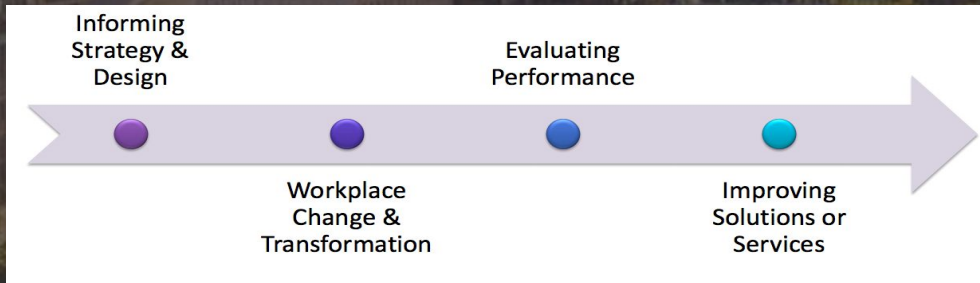 Informing
Strategy &
Design
Workplace
Change &
Transformation
Evaluating
Performance
Improving
Solutions or
Services